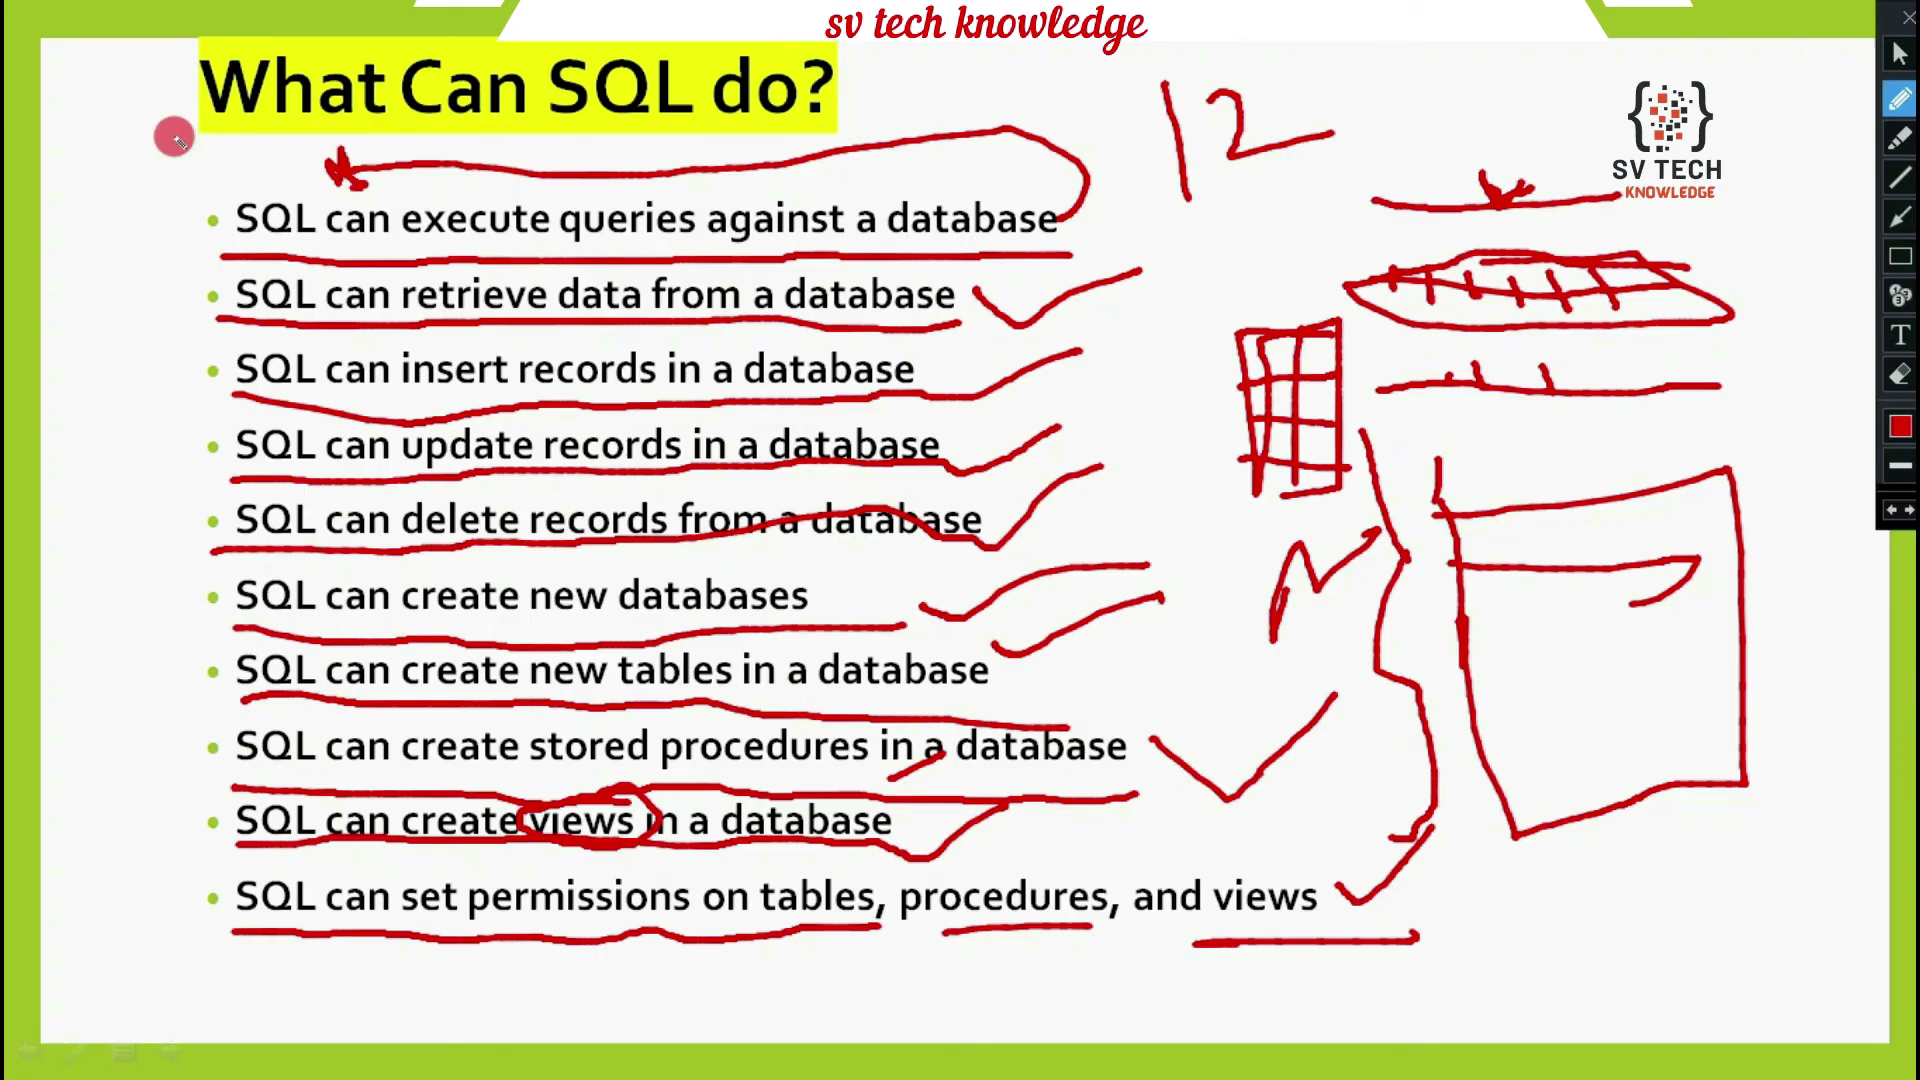 sv tech knowledge
What Can SQL do?
12
SV TECH
KNOWLEDGE
• SQL can execute queries against a database
• SQL can retrieve data from a database
• SQL can insert records in a database
• SQL can update records in a database
• SQL can delete records from a database
• SQL can create new databases
• SQL can create new tables in a database
• SQL can create stored procedures in a database
• SQL can create views in a database
• SQL can set permissions on tables, procedures, and views